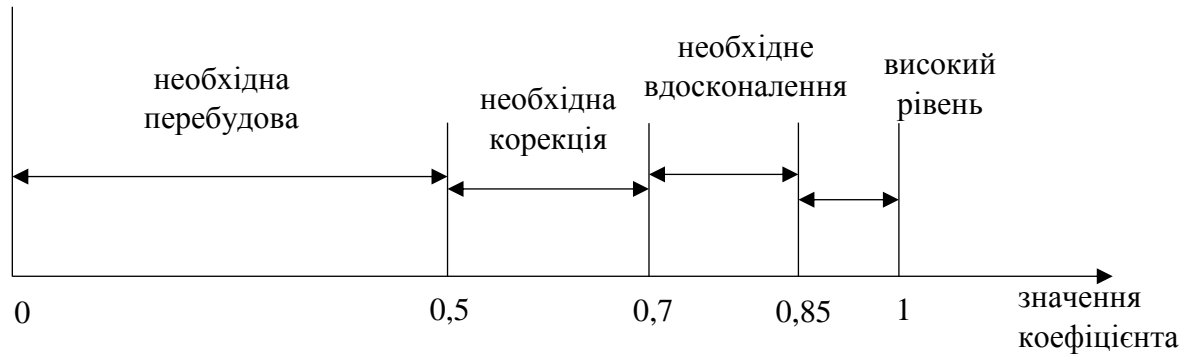 необхідна
перебудова
необхідна
корекція
необхідне
вдосконалення
високий
рівень
0
0,5
0,7
0,85
1
значення
коефіцієнта